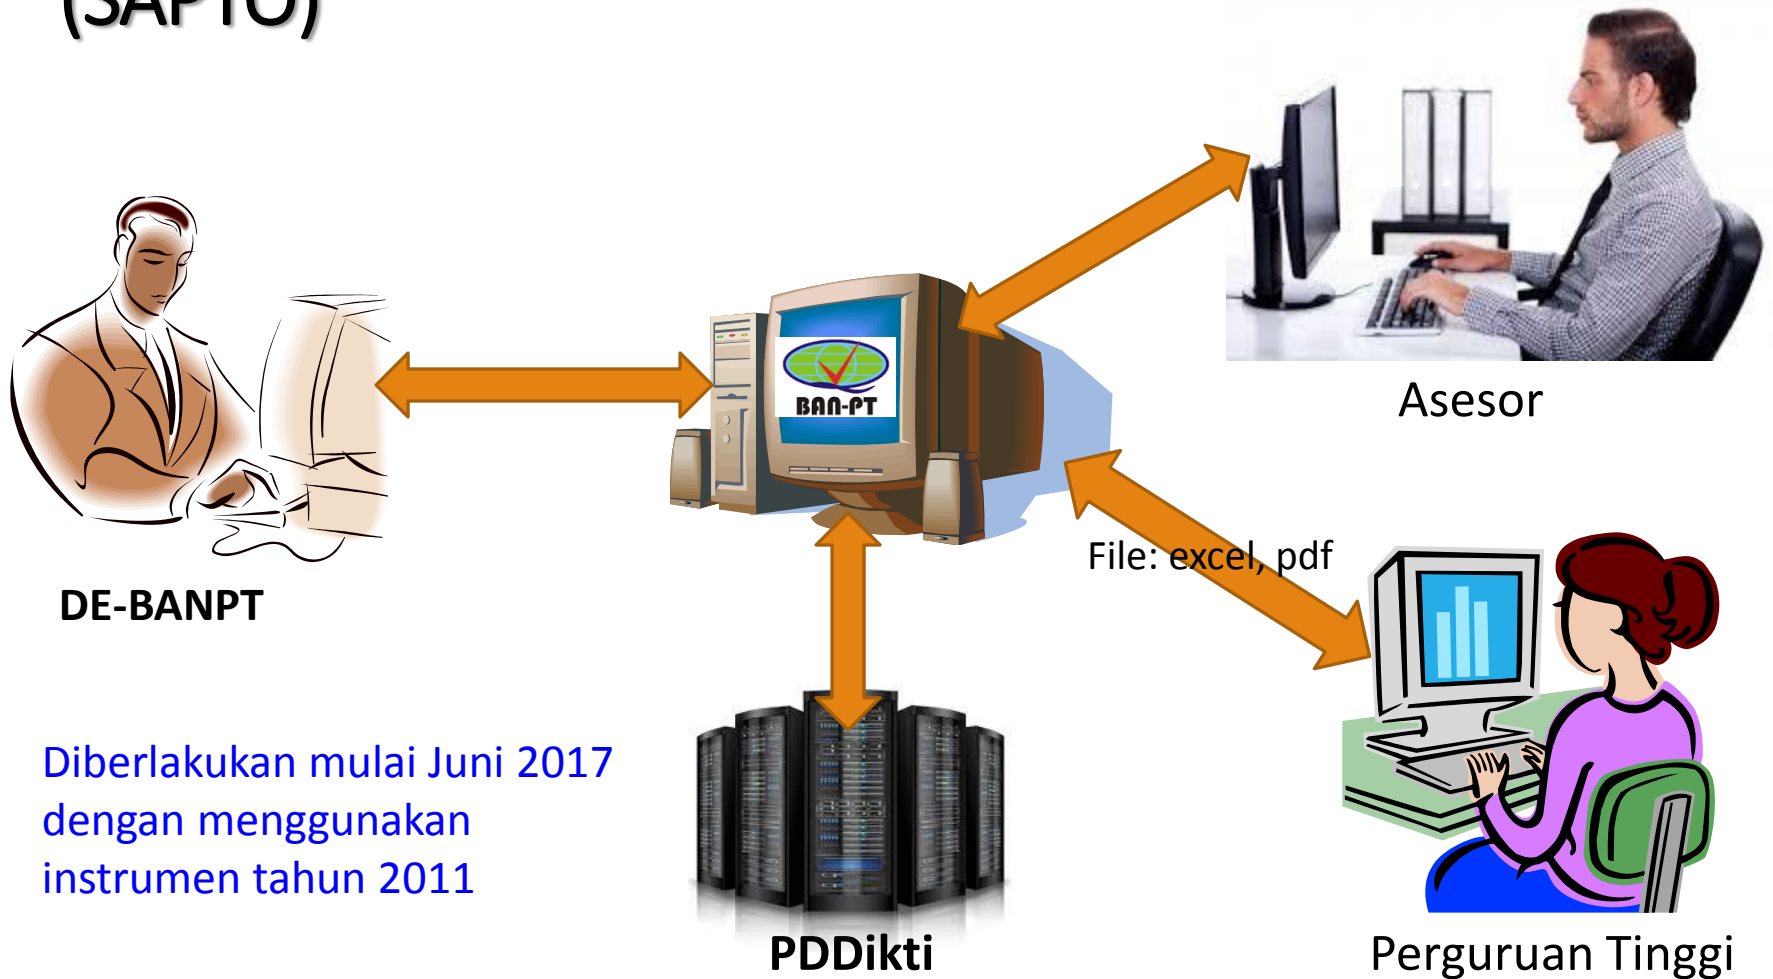 (SAPTO)
BAN-PT
Asesor
File: excel, pdf
DE-BANPT
Diberlakukan mulai Juni 2017
dengan menggunakan
instrumen tahun 2011
PDDikti
Perguruan Tinggi